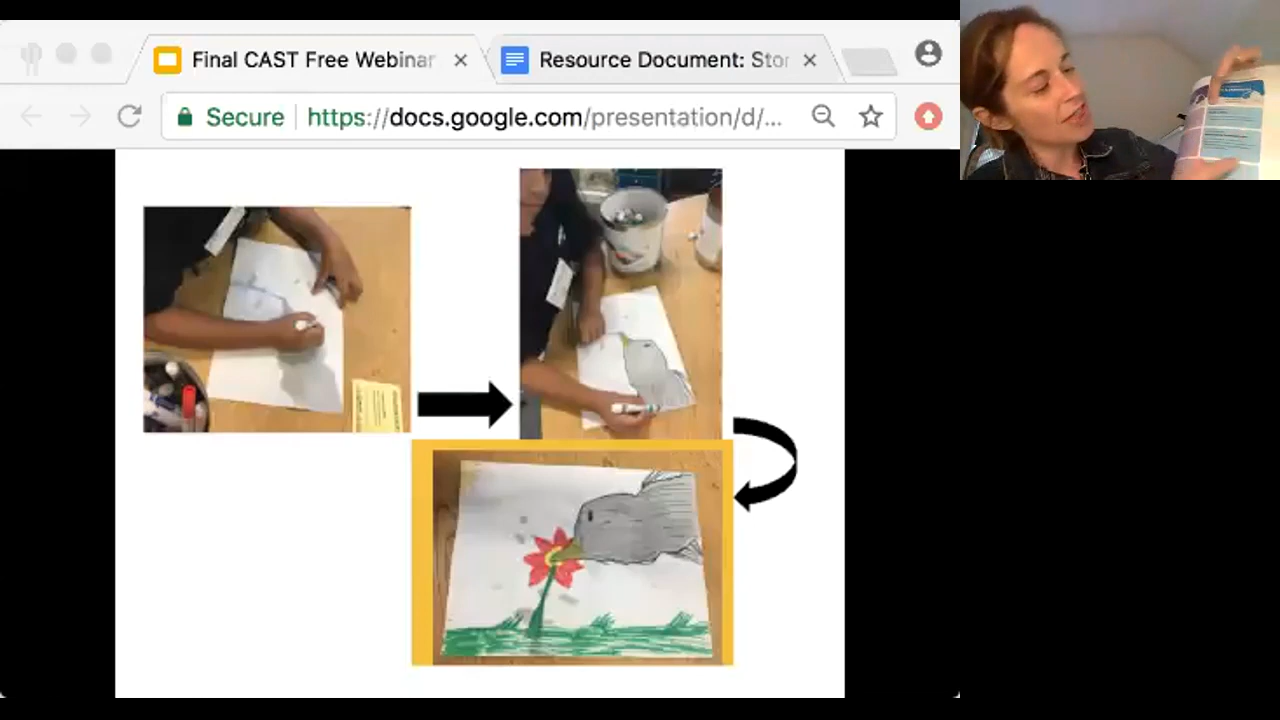 Final CAST Free Webinar
Resource Document: Stor
Secure
https://docs.google.com/presentation/d/...